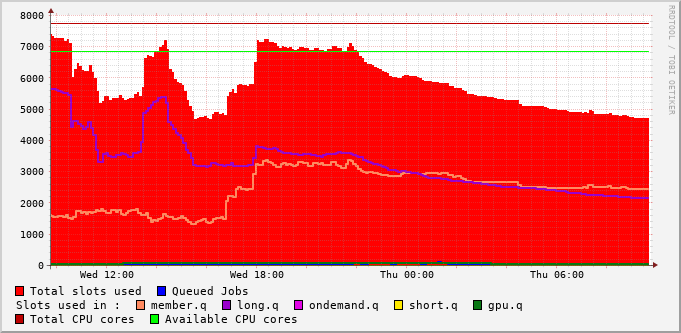 8000
7000
6000
5000
4000
3000
2000
1000
0
Wed 12:00 Wed 18:00 Thu 00:00 Thu 06:00
RRDTOOL / TOBI OETIKER
Total slots used Queued Jobs
Slots used in : member.q long.q ondemand.q short.q gpu.q
Total CPU cores Available CPU cores